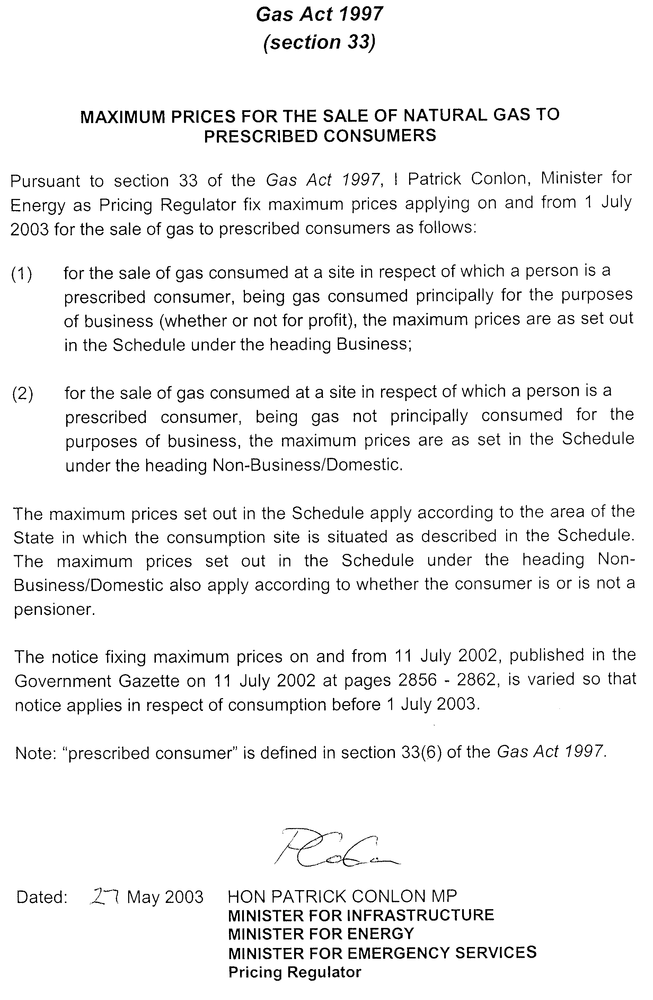 Gas Act 1997
(section 33)
MAXIMUM PRICES FOR THE SALE OF NATURAL GAS TO
PRESCRIBED CONSUMERS
Pursuant to section 33 of the Gas Act 1997, I Patrick Conlon, Minister for
Energy as Pricing Regulator fix maximum prices applying on and from 1 July
2003 for the sale of gas to prescribed consumers as follows:
(1) for the sale of gas consumed at a site in respect of which a person is a
prescribed consumer, being gas consumed principally for the purposes
of business (whether or not for profit), the maximum prices are as set out
in the Schedule under the heading Business;
(2) for the sale of gas consumed at a site in respect of which a person is a
prescribed consumer, being gas not principally consumed for the
purposes of business, the maximum prices are as set in the Schedule
under the heading Non-Business/Domestic.
The maximum prices set out in the Schedule apply according to the area of the
State in which the consumption site is situated as described in the Schedule.
The maximum prices set out in the Schedule under the heading Non-
Business/Domestic also apply according to whether the consumer is or is not a
pensioner.
The notice fixing maximum prices on and from 11 July 2002, published in the
Government Gazette on 11 July 2002 at pages 2856 - 2862, is varied so that
notice applies in respect of consumption before 1 July 2003.
Note: “prescribed consumer” is defined in section 33(6) of the Gas Act 1997.
Dated: 27 May 2003 HON PATRICK CONLON MP
MINISTER FOR INFRASTRUCTURE
MINISTER FOR ENERGY
MINISTER FOR EMERGENCY SERVICES
Pricing Regulator